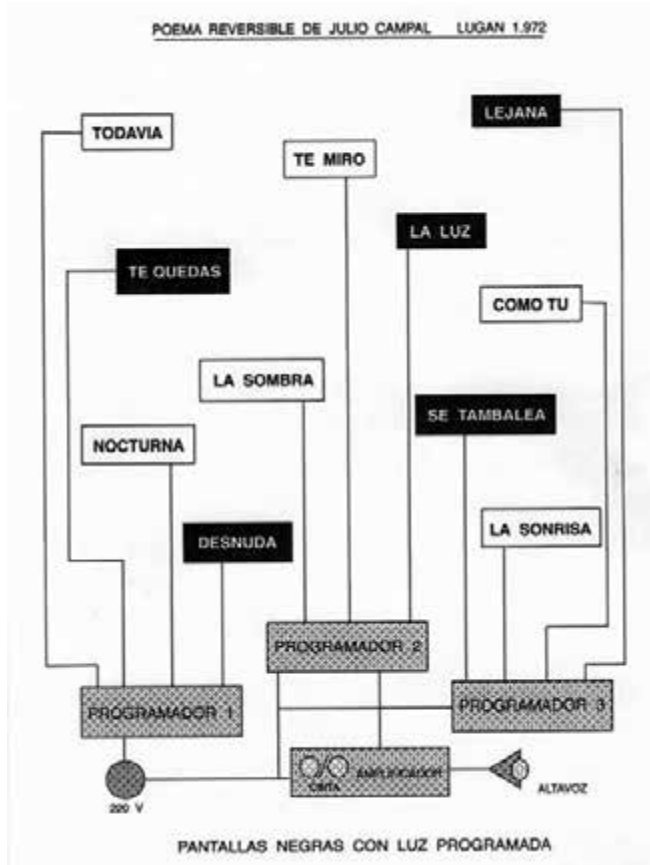 POEMA REVERSIBLE DE JULIO CAMPAL LUGAN 1.972
LEJANA
TODAVIA
TE MIRO
LA LUZ
TE QUEDAS
COMO TU
LA SOMBRA
SE TAMBALEA
NOCTURNA
LA SONRISA
DESNUDA
PROGRAMADOR 2
PROGRAMADOR 1
PROGRAMADOR 3
AMPLIFICADOR
CINTA
ALTAVOZ
220 V
PANTALLAS NEGRAS CON LUZ PROGRAMADA